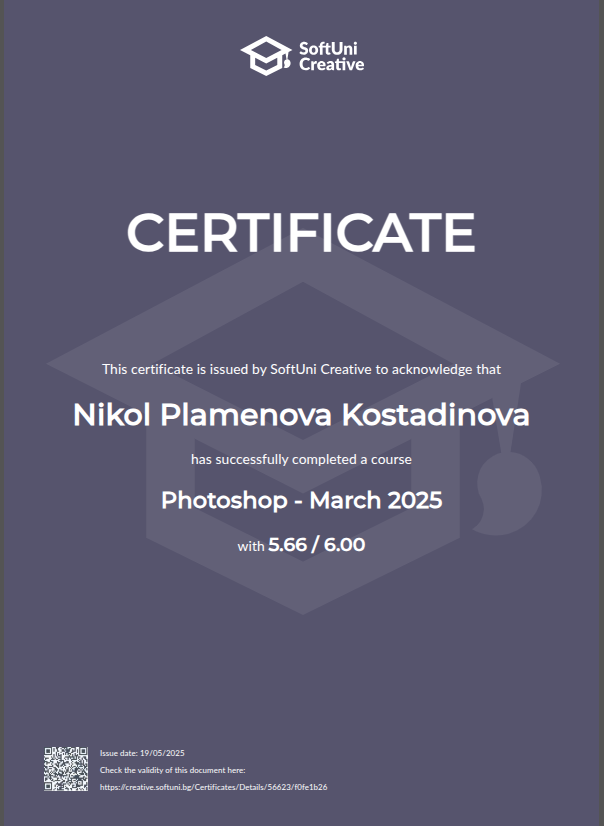 SoftUni
Creative
CERTIFICATE
This certificate is issued by SoftUni Creative to acknowledge that
Nikol Plamenova Kostadinova
has successfully completed a course
Photoshop - March 2025
with 5.66 / 6.00
Issue date: 19/05/2025
Check the validity of this document here:
https://creative.softuni.bg/Certificates/Details/56623/f0fe1b26